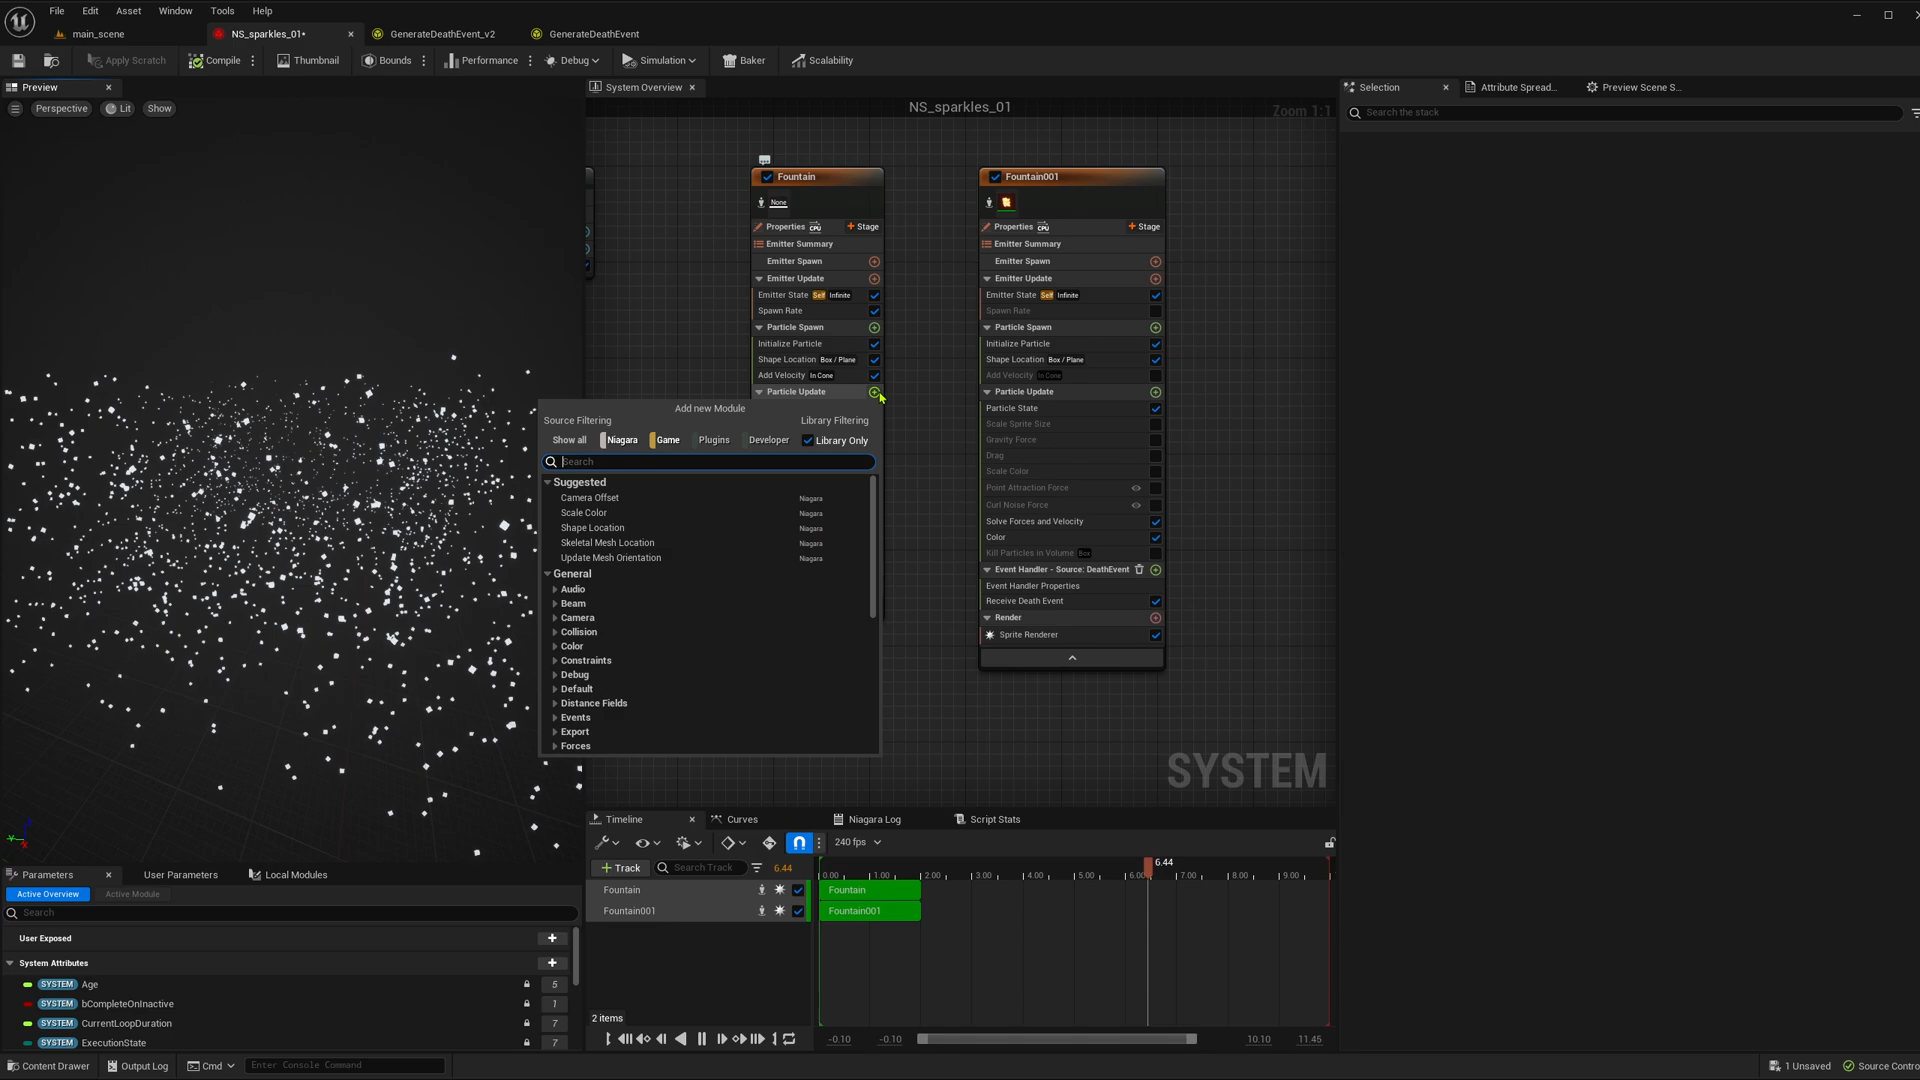 File Edit Asset Window Tools Help
main_scene NS_sparkles_01• GenerateDeathEvent_v2 GenerateDeathEvent
Apply Scratch Compile Thumbnail Bounds Performance Debug Simulation Baker Scalability
Preview
Perspective Lit Show
System Overview
NS_sparkles_01
Zoom 1:1
Selection Attribute Spread... Preview Scene S...
Search the stack
Fountain
None
Properties CPU + Stage
Emitter Summary
Emitter Spawn
Emitter Update
Emitter State Self Infinite
Spawn Rate
Particle Spawn
Initialize Particle
Shape Location Box / Plane
Add Velocity In Cone
Particle Update
Fountain001
Properties CPU + Stage
Emitter Summary
Emitter Spawn
Emitter Update
Emitter State Self Infinite
Spawn Rate
Particle Spawn
Initialize Particle
Shape Location Box / Plane
Add Velocity In Cone
Particle Update
Particle State
Scale Sprite Size
Gravity Force
Drag
Scale Color
Point Attraction Force
Curl Noise Force
Solve Forces and Velocity
Color
Kill Particles in Volume Box
Event Handler - Source: DeathEvent
Event Handler Properties
Receive Death Event
Render
Sprite Renderer
Add new Module
Source Filtering Library Filtering
Show all Niagara Game Plugins Developer Library Only
Search
Suggested
Camera Offset Niagara
Scale Color Niagara
Shape Location Niagara
Skeletal Mesh Location Niagara
Update Mesh Orientation Niagara
General
Audio
Beam
Camera
Collision
Color
Constraints
Debug
Default
Distance Fields
Events
Export
Forces
SYSTEM
Timeline Curves Niagara Log Script Stats
240 fps
+ Track Search Track 6.44
6.44
0.00 1.00 2.00 3.00 4.00 5.00 6.00 7.00 8.00 9.00
Fountain Fountain
Fountain001 Fountain001
2 items
-0.10 -0.10 10.10 11.45
Parameters User Parameters Local Modules
Active Overview Active Module
Search
User Exposed
System Attributes
SYSTEM Age 5
SYSTEM bCompleteOnInactive 1
SYSTEM CurrentLoopDuration 7
SYSTEM ExecutionState 7
Content Drawer Output Log Cmd Enter Console Command 1 Unsaved Source Contro